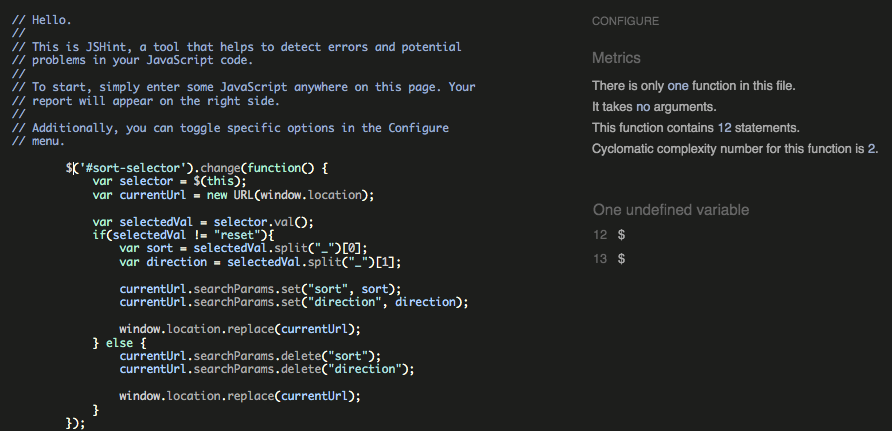 // Hello.
//
// This is JSHint, a tool that helps to detect errors and potential
// problems in your JavaScript code.
//
// To start, simply enter some JavaScript anywhere on this page. Your
// report will appear on the right side.
//
// Additionally, you can toggle specific options in the Configure
// menu.
$('#sort-selector').change(function() {
var selector = $(this);
var currentUrl = new URL(window.location);
var selectedVal = selector.val();
if(selectedVal != "reset"){
var sort = selectedVal.split("_")[0];
var direction = selectedVal.split("_")[1];
currentUrl.searchParams.set("sort", sort);
currentUrl.searchParams.set("direction", direction);
window.location.replace(currentUrl);
} else {
currentUrl.searchParams.delete("sort");
currentUrl.searchParams.delete("direction");
window.location.replace(currentUrl);
}
});
CONFIGURE
Metrics
There is only one function in this file.
It takes no arguments.
This function contains 12 statements.
Cyclomatic complexity number for this function is 2.
One undefined variable
12 $
13 $